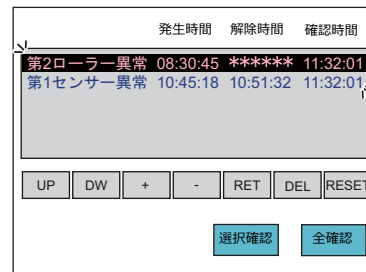 発生時間 解除時間 確認時間
第2ローラー異常 08:30:45 ****** 11:32:01
第1センサー異常 10:45:18 10:51:32 11:32:01
UP DW + - RET DEL RESET
選択確認 全確認